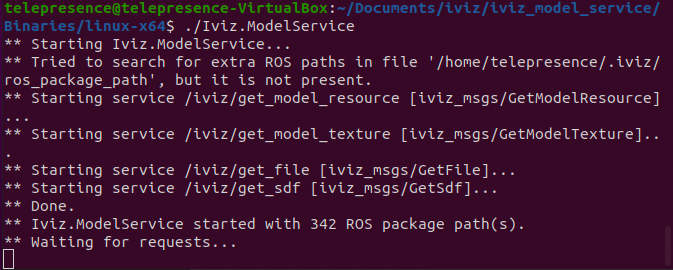 telepresence@telepresence-VirtualBox:~/Documents/iviz/iviz_model_service/
Binaries/linux-x64$ ./Iviz.ModelService
** Starting Iviz.ModelService...
** Tried to search for extra ROS paths in file '/home/telepresence/.iviz/
ros_package_path', but it is not present.
** Starting service /iviz/get_model_resource [iviz_msgs/GetModelResource]
...
** Starting service /iviz/get_model_texture [iviz_msgs/GetModelTexture]..
.
** Starting service /iviz/get_file [iviz_msgs/GetFile]...
** Starting service /iviz/get_sdf [iviz_msgs/GetSdf]...
** Done.
** Iviz.ModelService started with 342 ROS package path(s).
** Waiting for requests...